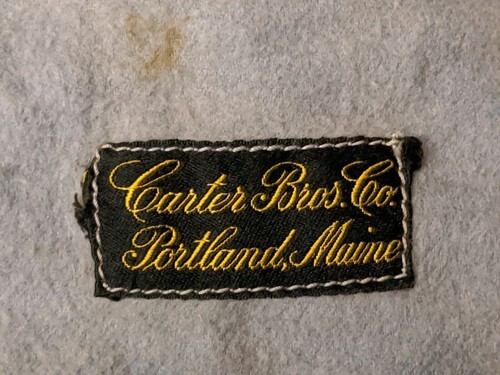 Carter Bros. Co.
Portland, Maine